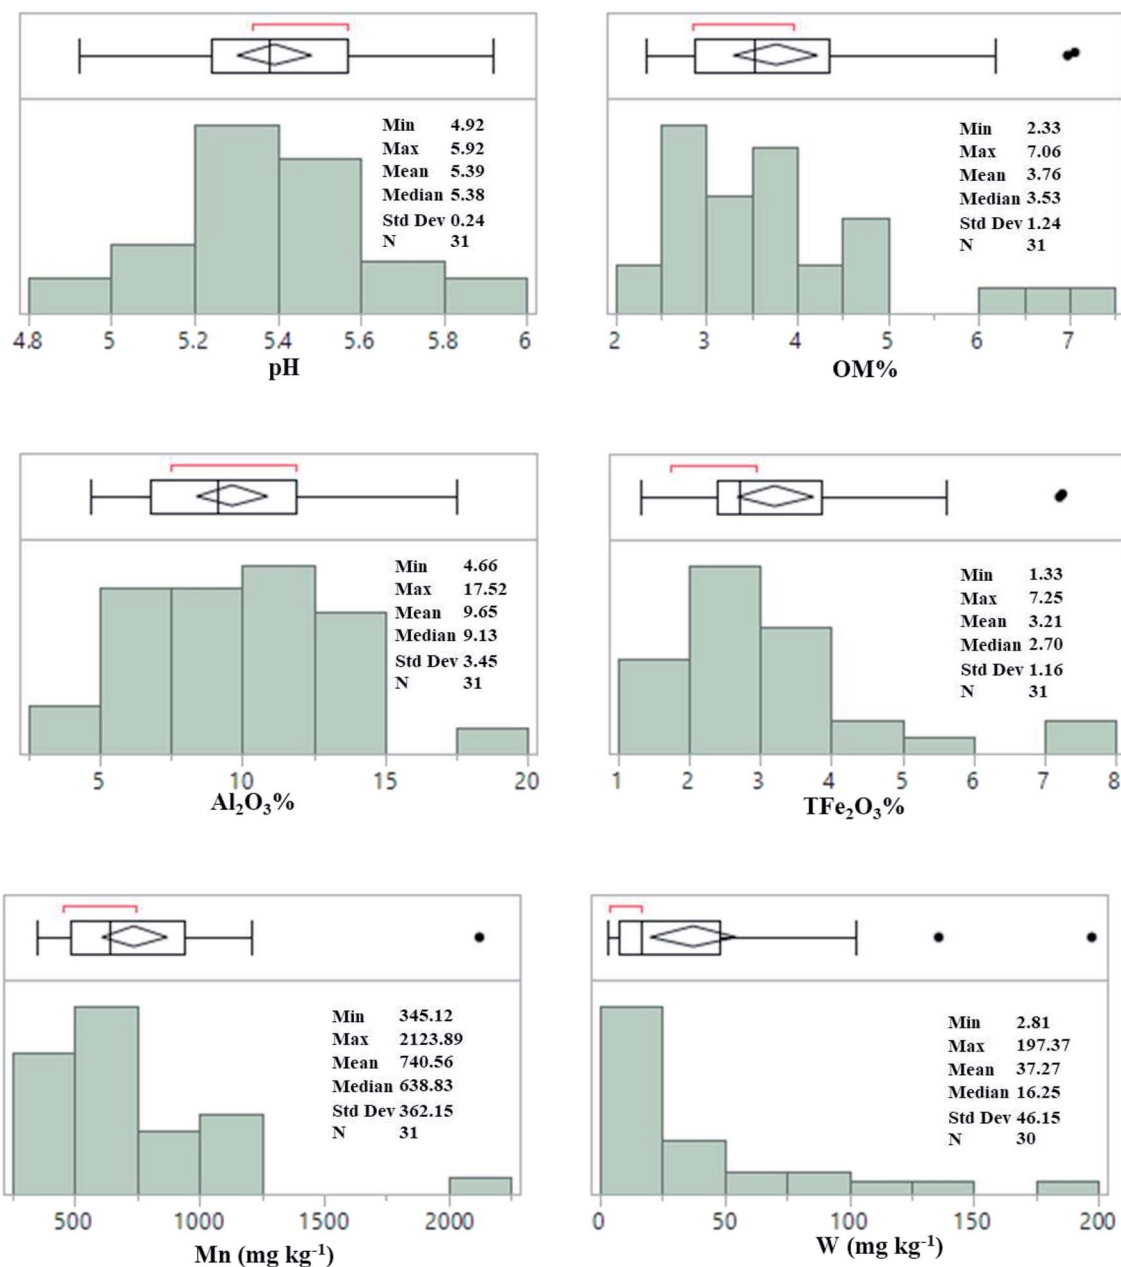 Min 4.92
Max 5.92
Mean 5.39
Median 5.38
Std Dev 0.24
N 31
4.8 5 5.2 5.4 5.6 5.8 6
pH
Min 2.33
Max 7.06
Mean 3.76
Median 3.53
Std Dev 1.24
N 31
2 3 4 5 6 7
OM%
Min 4.66
Max 17.52
Mean 9.65
Median 9.13
Std Dev 3.45
N 31
5 10 15 20
Al₂O₃%
Min 1.33
Max 7.25
Mean 3.21
Median 2.70
Std Dev 1.16
N 31
1 2 3 4 5 6 7 8
TFe₂O₃%
Min 345.12
Max 2123.89
Mean 740.56
Median 638.83
Std Dev 362.15
N 31
500 1000 1500 2000
Mn (mg kg⁻¹)
Min 2.81
Max 197.37
Mean 37.27
Median 16.25
Std Dev 46.15
N 30
0 50 100 150 200
W (mg kg⁻¹)